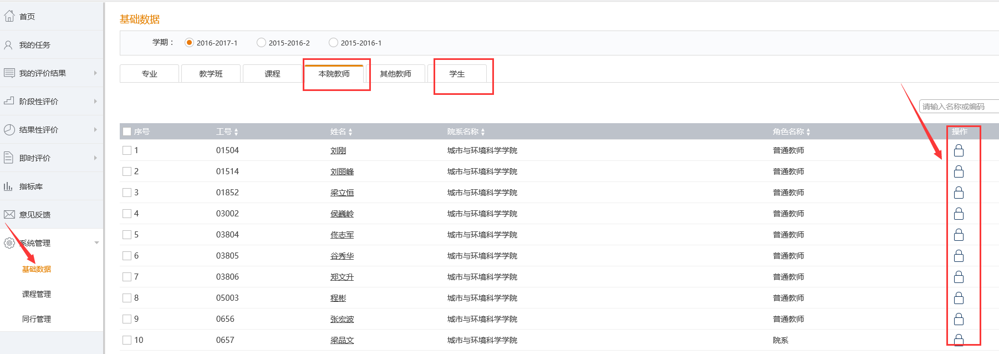 首页
我的任务
我的评价结果
阶段性评价
结果性评价
即时评价
指标库
意见反馈
系统管理
基础数据
课程管理
同行管理
基础数据
学期： 2016-2017-1 2015-2016-2 2015-2016-1
专业 教学班 课程 本院教师 其他教师 学生
请输入名称或编码
序号 工号 姓名 院系名称 角色名称 操作
1 01504 刘刚 城市与环境科学学院 普通教师
2 01514 刘丽峰 城市与环境科学学院 普通教师
3 01852 梁立恒 城市与环境科学学院 普通教师
4 03002 侯巍岭 城市与环境科学学院 普通教师
5 03804 佟志军 城市与环境科学学院 普通教师
6 03805 谷秀华 城市与环境科学学院 普通教师
7 03806 郑文升 城市与环境科学学院 普通教师
8 05003 程彬 城市与环境科学学院 普通教师
9 0656 张宏波 城市与环境科学学院 普通教师
10 0657 梁品文 城市与环境科学学院 院系